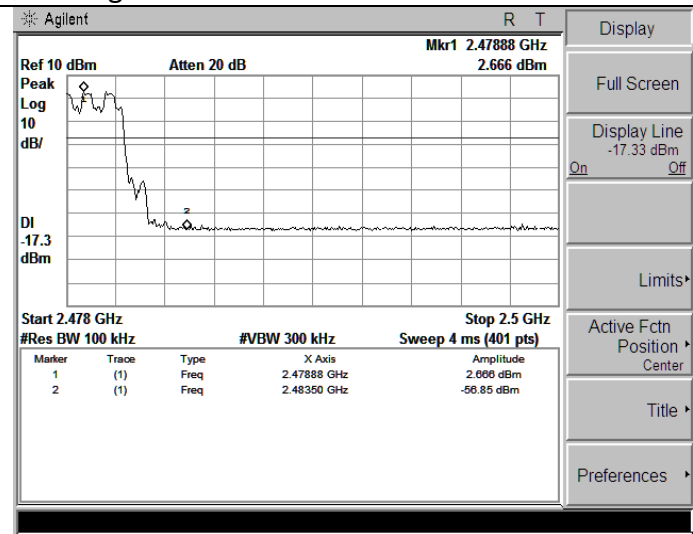 Agilent R T
Mkr1 2.47888 GHz
Ref 10 dBm Atten 20 dB 2.666 dBm
Peak
Log
10
dB/
1
2
DI
-17.3
dBm
Start 2.478 GHz Stop 2.5 GHz
#Res BW 100 kHz #VBW 300 kHz Sweep 4 ms (401 pts)
Marker Trace Type X Axis Amplitude
1 (1) Freq 2.47888 GHz 2.666 dBm
2 (1) Freq 2.48350 GHz -56.85 dBm
Display
Full Screen
Display Line
-17.33 dBm
On Off
Limits
Active Fctn
Position
Center
Title
Preferences